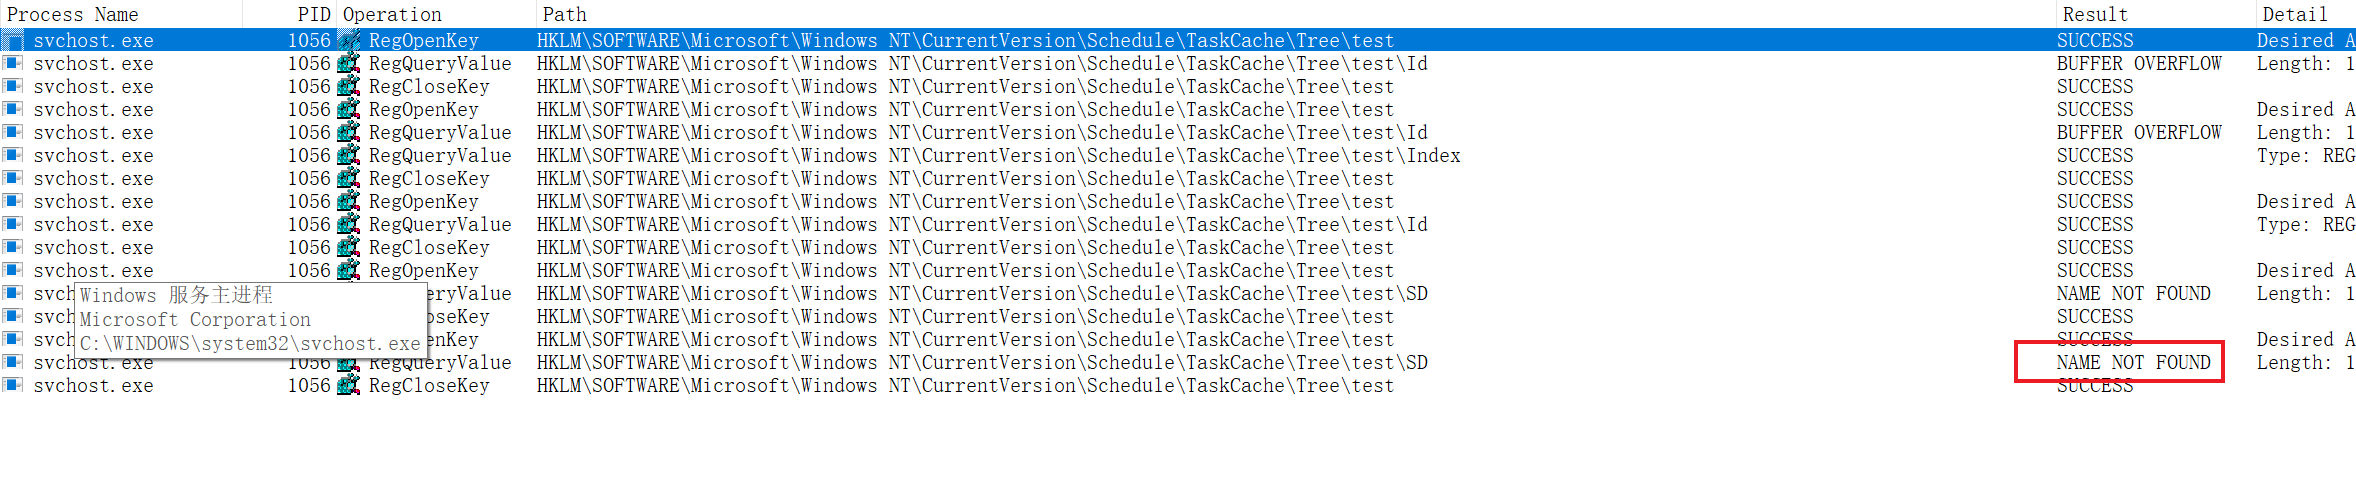 Process Name PID Operation Path Result Detail
svchost.exe 1056 RegOpenKey HKLM\SOFTWARE\Microsoft\Windows NT\CurrentVersion\Schedule\TaskCache\Tree\test SUCCESS Desired A
svchost.exe 1056 RegQueryValue HKLM\SOFTWARE\Microsoft\Windows NT\CurrentVersion\Schedule\TaskCache\Tree\test\Id BUFFER OVERFLOW Length: 1
svchost.exe 1056 RegCloseKey HKLM\SOFTWARE\Microsoft\Windows NT\CurrentVersion\Schedule\TaskCache\Tree\test SUCCESS
svchost.exe 1056 RegOpenKey HKLM\SOFTWARE\Microsoft\Windows NT\CurrentVersion\Schedule\TaskCache\Tree\test SUCCESS Desired A
svchost.exe 1056 RegQueryValue HKLM\SOFTWARE\Microsoft\Windows NT\CurrentVersion\Schedule\TaskCache\Tree\test\Id BUFFER OVERFLOW Length: 1
svchost.exe 1056 RegQueryValue HKLM\SOFTWARE\Microsoft\Windows NT\CurrentVersion\Schedule\TaskCache\Tree\test\Index SUCCESS Type: REG
svchost.exe 1056 RegCloseKey HKLM\SOFTWARE\Microsoft\Windows NT\CurrentVersion\Schedule\TaskCache\Tree\test SUCCESS
svchost.exe 1056 RegOpenKey HKLM\SOFTWARE\Microsoft\Windows NT\CurrentVersion\Schedule\TaskCache\Tree\test SUCCESS Desired A
svchost.exe 1056 RegQueryValue HKLM\SOFTWARE\Microsoft\Windows NT\CurrentVersion\Schedule\TaskCache\Tree\test\Id SUCCESS Type: REG
svchost.exe 1056 RegCloseKey HKLM\SOFTWARE\Microsoft\Windows NT\CurrentVersion\Schedule\TaskCache\Tree\test SUCCESS
svchost.exe 1056 RegOpenKey HKLM\SOFTWARE\Microsoft\Windows NT\CurrentVersion\Schedule\TaskCache\Tree\test SUCCESS Desired A
svc ryValue HKLM\SOFTWARE\Microsoft\Windows NT\CurrentVersion\Schedule\TaskCache\Tree\test\SD NAME NOT FOUND Length: 1
Windows 服务主进程
svc oseKey HKLM\SOFTWARE\Microsoft\Windows NT\CurrentVersion\Schedule\TaskCache\Tree\test SUCCESS
Microsoft Corporation
svc enKey HKLM\SOFTWARE\Microsoft\Windows NT\CurrentVersion\Schedule\TaskCache\Tree\test SUCCESS Desired A
C:\WINDOWS\system32\svchost.exe
svchost.exe 1056 RegQueryValue HKLM\SOFTWARE\Microsoft\Windows NT\CurrentVersion\Schedule\TaskCache\Tree\test\SD NAME NOT FOUND Length: 1
svchost.exe 1056 RegCloseKey HKLM\SOFTWARE\Microsoft\Windows NT\CurrentVersion\Schedule\TaskCache\Tree\test SUCCESS